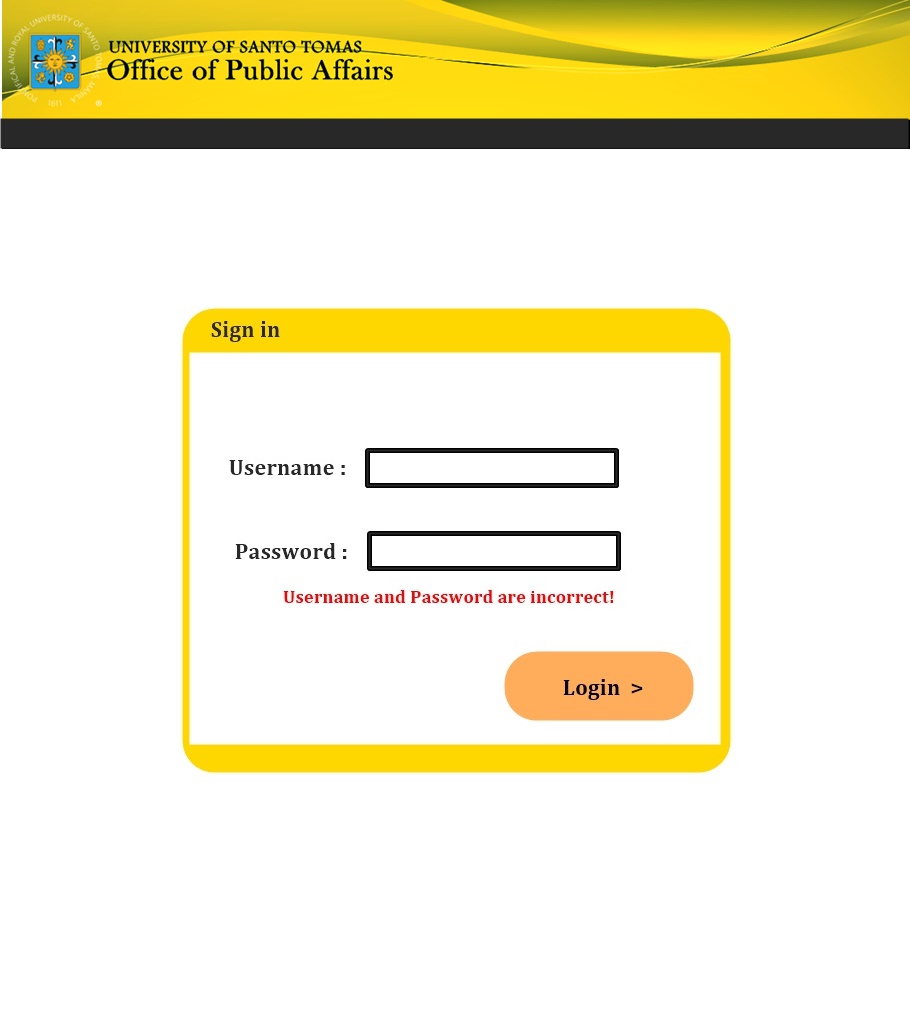 UNIVERSITY OF SANTO TOMAS
Office of Public Affairs
Sign in
Username :
Password :
Username and Password are incorrect!
Login >